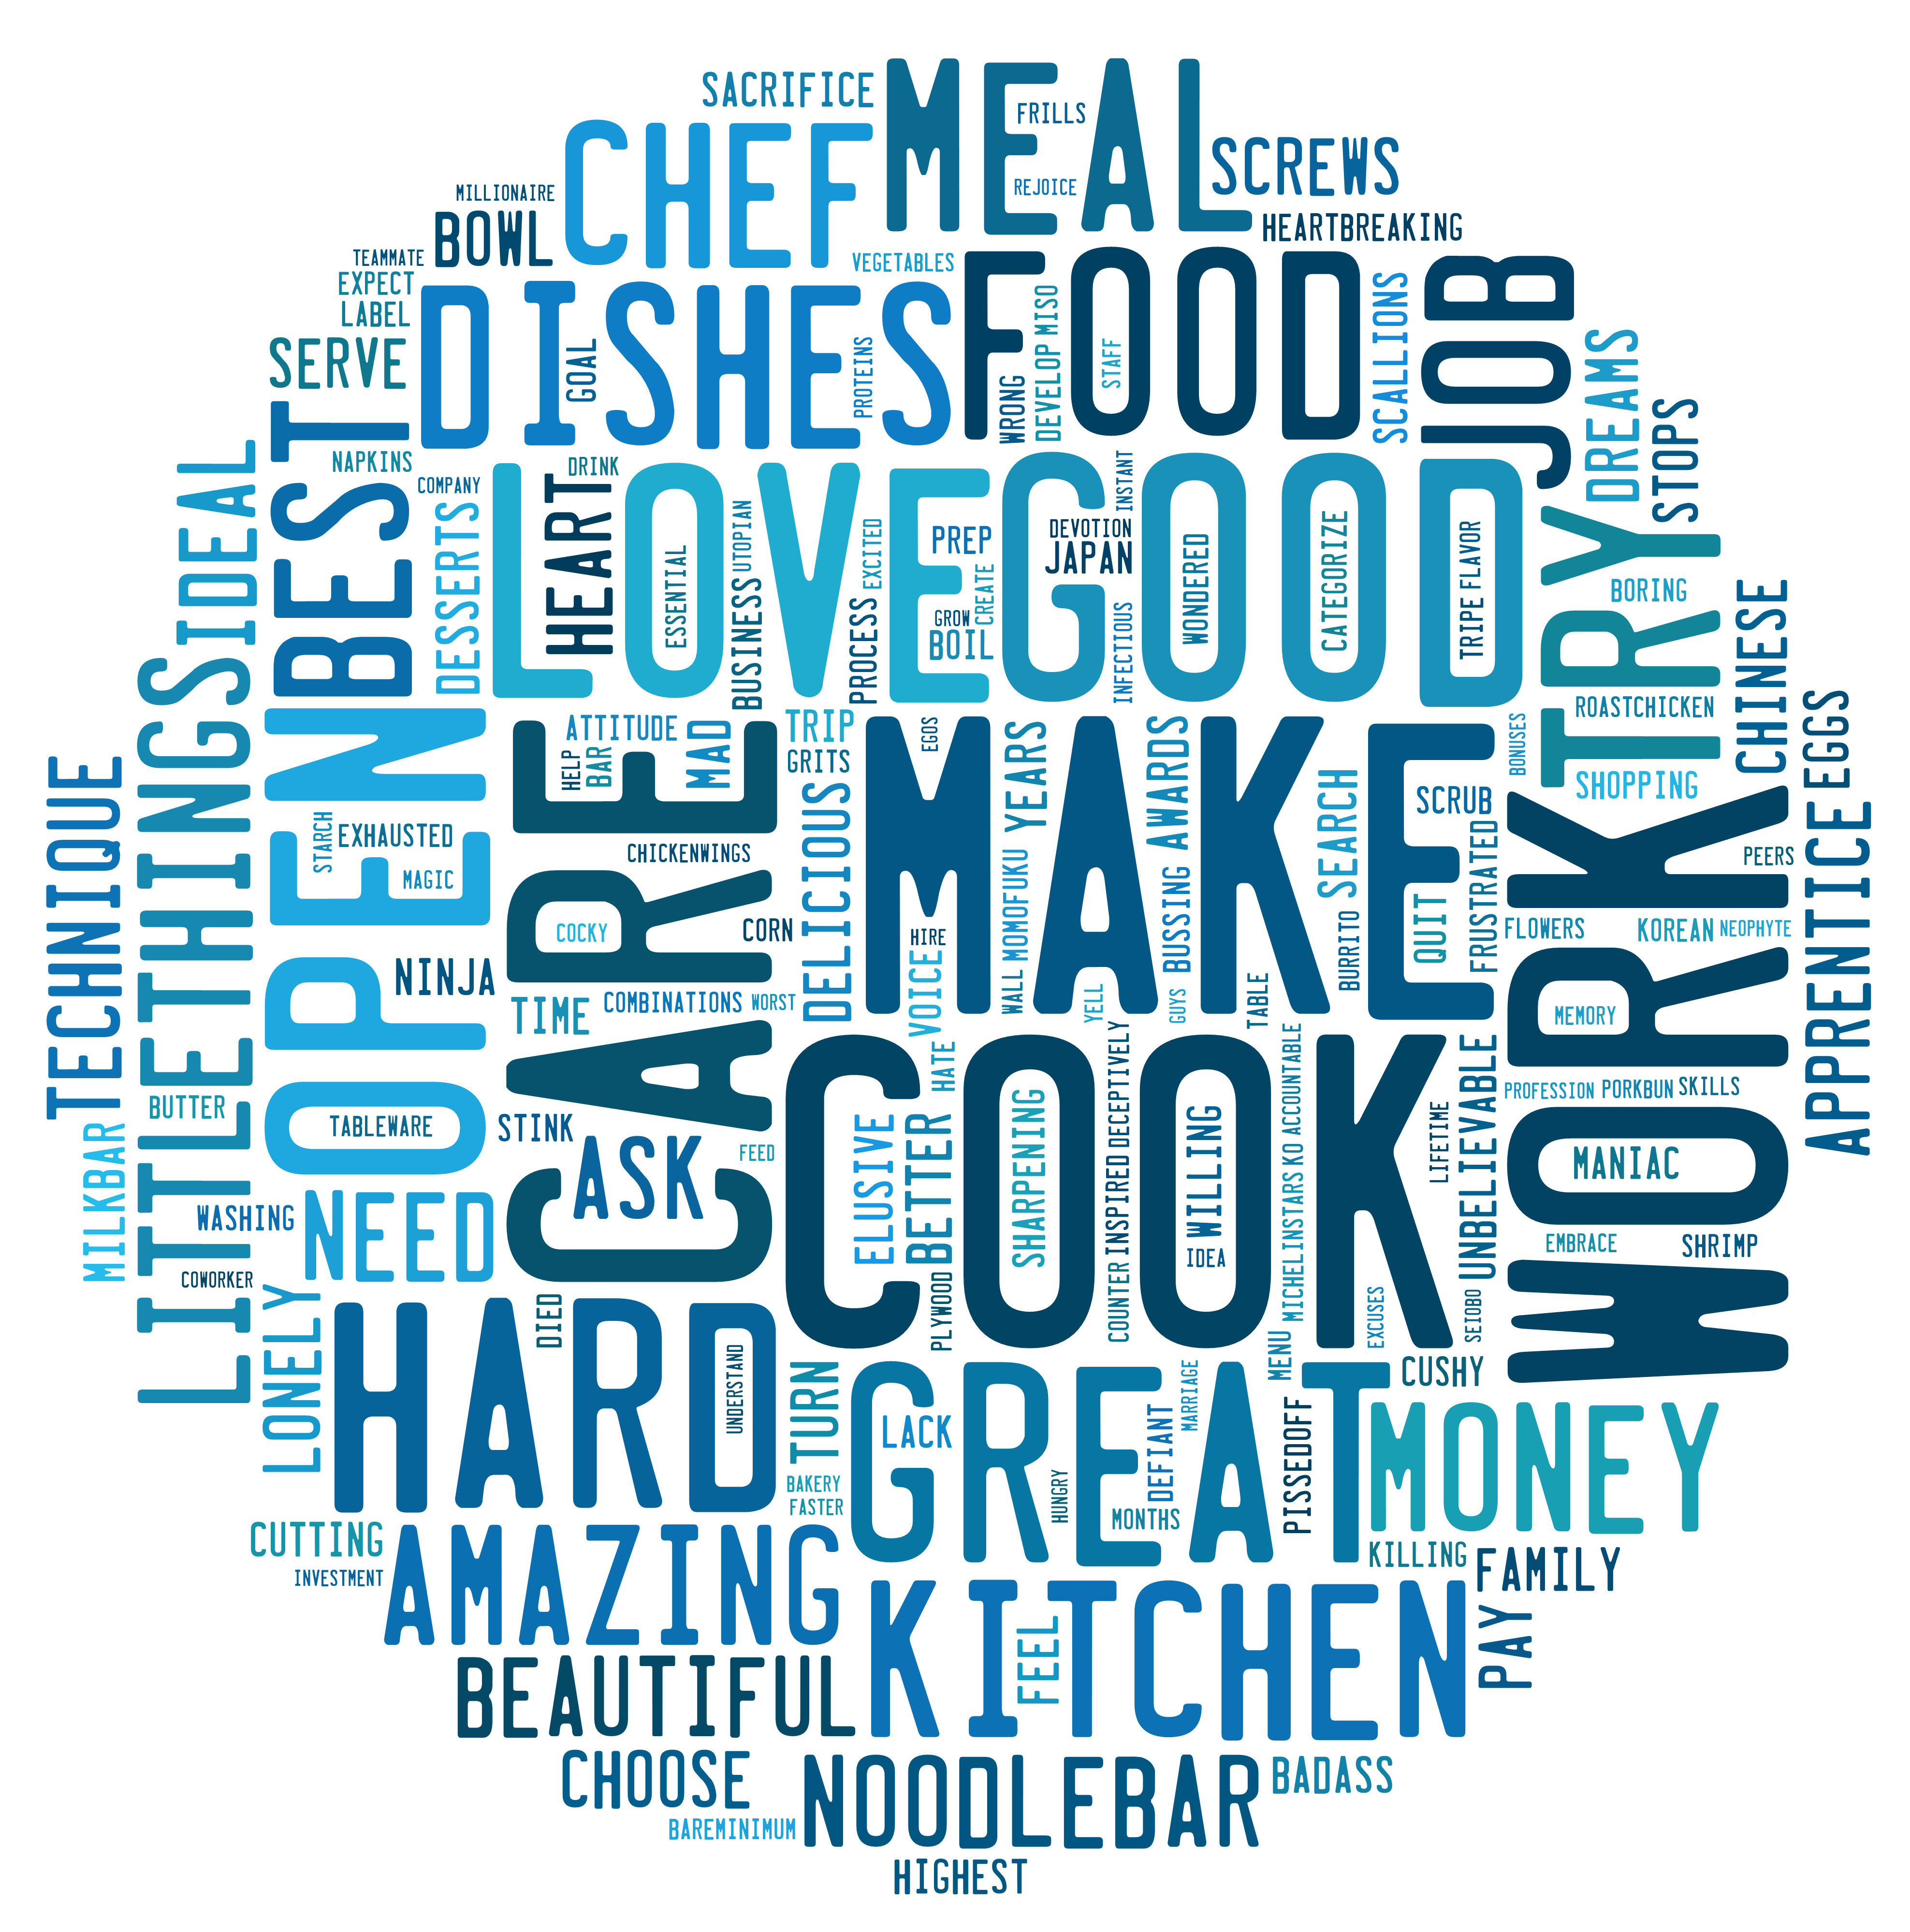 SACRIFICE
MEAL
FRILLS
REJOICE
CHEF
SCREWS
HEARTBREAKING
MILLIONAIRE
BOWL
TEAMMATE
EXPECT
LABEL
VEGETABLES
FOOD
JOB
DISHES
GOAL
PROTEINS
WRONG
DEVELOP
MISO
STAFF
SCALLIONS
SERVE
DREAMS
STOPS
BEST
NAPKINS
COMPANY
DESSERTS
IDEAL
HEART
DRINK
LOVE
ESSENTIAL
UTOPIAN
BUSINESS
EXCITED
PROCESS
PREP
CREATE
GROW
BOIL
GOOD
DEVOTION
JAPAN
INSTANT
INFECTIOUS
WONDERED
CATEGORIZE
TRIPE
FLAVOR
TRY
BORING
ROASTCHICKEN
SHOPPING
CHINESE
EGGS
APPRENTICE
TECHNIQUE
LITTLETHINGS
BUTTER
MILKBAR
OPEN
STARCH
EXHAUSTED
MAGIC
NINJA
TABLEWARE
CARE
ATTITUDE
HELP
BAR
MAD
TRIP
GRITS
CHICKENWINGS
COCKY
CORN
DELICIOUS
TIME
COMBINATIONS
WORST
MAKE
EGOS
YEARS
AWARDS
HIRE
VOICE
WALL
MOMOFUKU
BUSSING
YELL
GUYS
TABLE
SEARCH
BURRITO
SCRUB
QUIT
FRUSTRATED
BONUSES
WORK
PEERS
FLOWERS
KOREAN
NEOPHYTE
MEMORY
PROFESSION
PORKBUN
SKILLS
MANIAC
EMBRACE
SHRIMP
STINK
ASK
FEED
COOK
HATE
ELUSIVE
BETTER
PLYWOOD
SHARPENING
DECEPTIVELY
INSPIRED
COUNTER
WILLING
IDEA
ACCOUNTABLE
KO
MICHELINSTARS
MENU
LIFETIME
UNBELIEVABLE
EXCUSES
SEIOBO
WASHING
NEED
COWORKER
LONELY
HARD
DIED
UNDERSTAND
TURN
BAKERY
FASTER
GREAT
LACK
HUNGRY
DEFIANT
MARRIAGE
MONTHS
PISSEDOFF
CUSHY
MONEY
KILLING
FAMILY
PAY
CUTTING
INVESTMENT
AMAZING
KITCHEN
FEEL
BEAUTIFUL
CHOOSE
BAREMINIMUM
NOODLEBAR
BADASS
HIGHEST